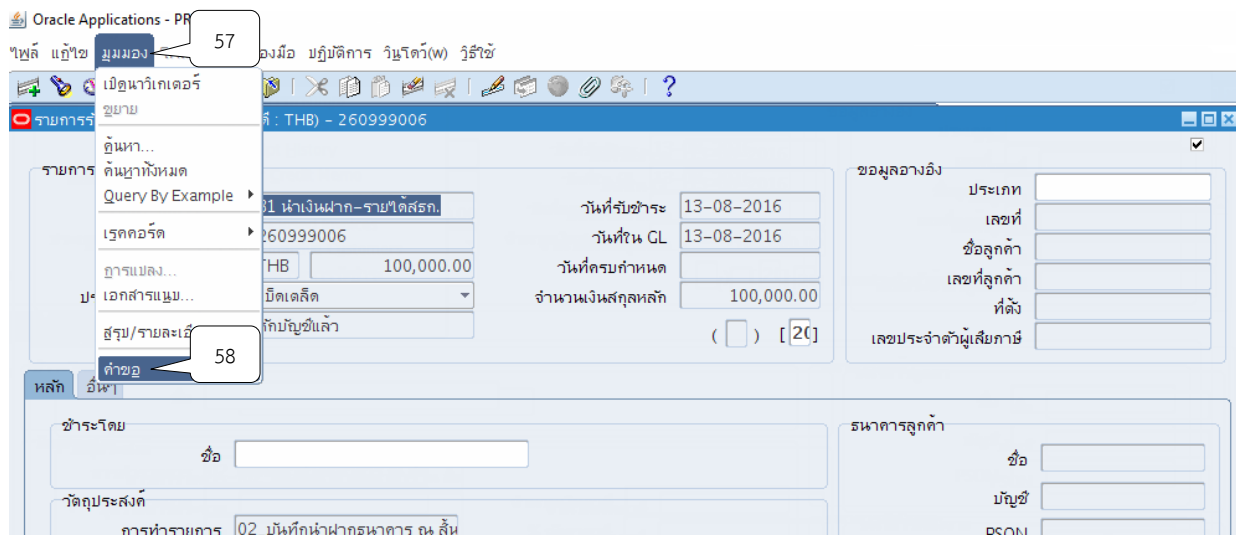 Oracle Applications - PR
57
ไฟล์ แก้ไข มุมมอง ปฏิบัติการ วินโดว์(w) วิธีใช้
เปิดนาวิเกเตอร์
ขยาย
รายการรั : THB) – 260999006
ค้นหา...
ค้นหาทั้งหมด
Query By Example
เรคคอร์ด
การแปลง...
เอกสารแนบ...
สรุป/รายละเอี
58
คำขอ
รายการ
31 นำเงินฝาก–รายได้สรก.
วันที่รับชำระ 13–08–2016
260999006
วันที่ใน GL 13–08–2016
THB 100,000.00
วันที่ครบกำหนด
บ็ดเตล็ด
จำนวนเงินสกุลหลัก 100,000.00
กบัญชีแล้ว
( ) [20]
ข้อมูลอ้างอิง
ประเภท
เลขที่
ชื่อลูกค้า
เลขที่ลูกค้า
ที่ตั้ง
เลขประจำตัวผู้เสียภาษี
หลัก อื่นๆ
ชำระโดย
ชื่อ
ธนาคารลูกค้า
ชื่อ
วัตถุประสงค์
บัญชี
การทำรายการ 02_บันทึกนำฝากธนาคาร ณ สิ้น
PSON